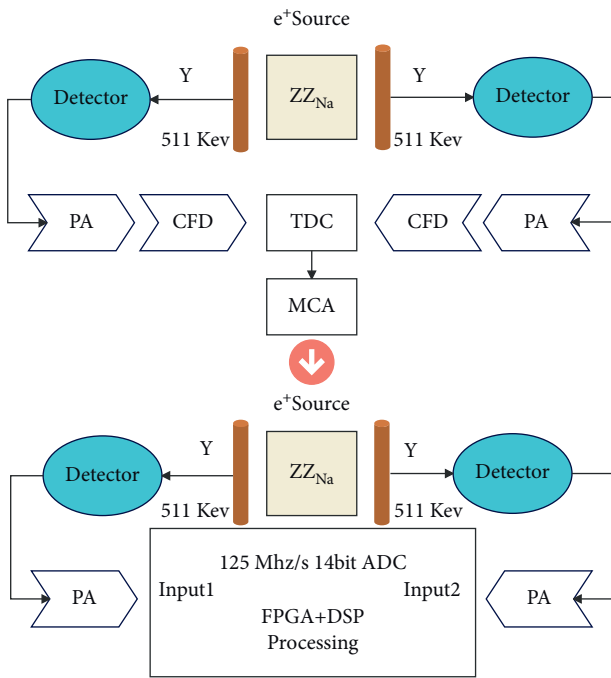 e⁺Source
Y
Y
Detector
ZZNa
Detector
511 Kev
511 Kev
PA
CFD
TDC
CFD
PA
MCA
e⁺Source
Y
Y
Detector
ZZNa
Detector
511 Kev
511 Kev
125 Mhz/s 14bit ADC
PA
Input1
Input2
PA
FPGA+DSP
Processing